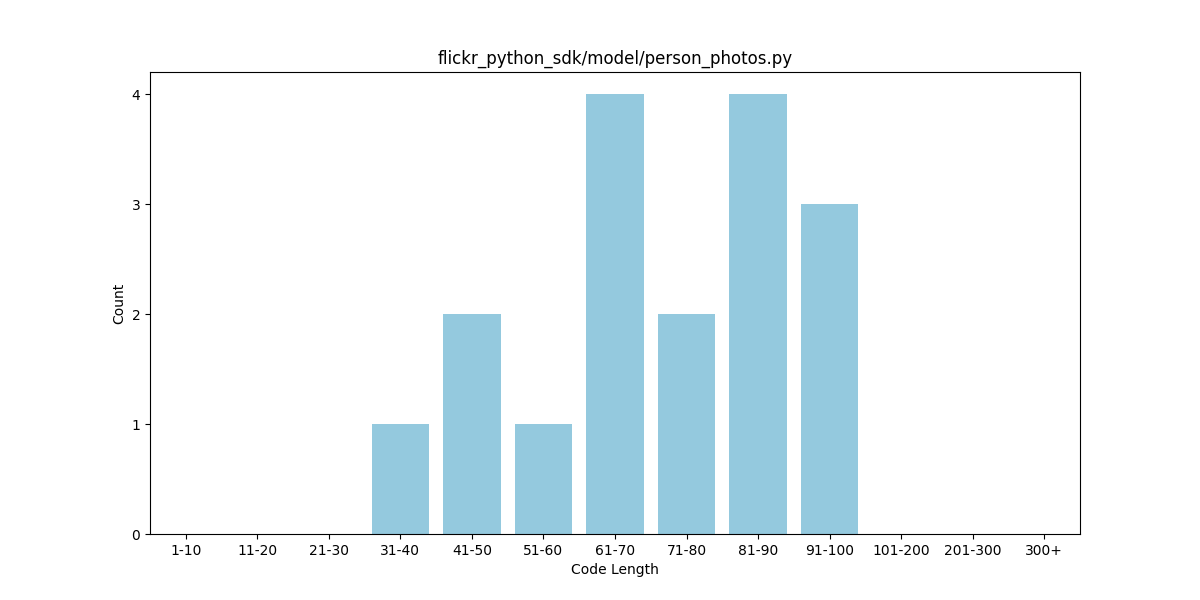 flickr_python_sdk/model/person_photos.py
Count
4
3
2
1
0
1-10 11-20 21-30 31-40 41-50 51-60 61-70 71-80 81-90 91-100 101-200 201-300 300+
Code Length